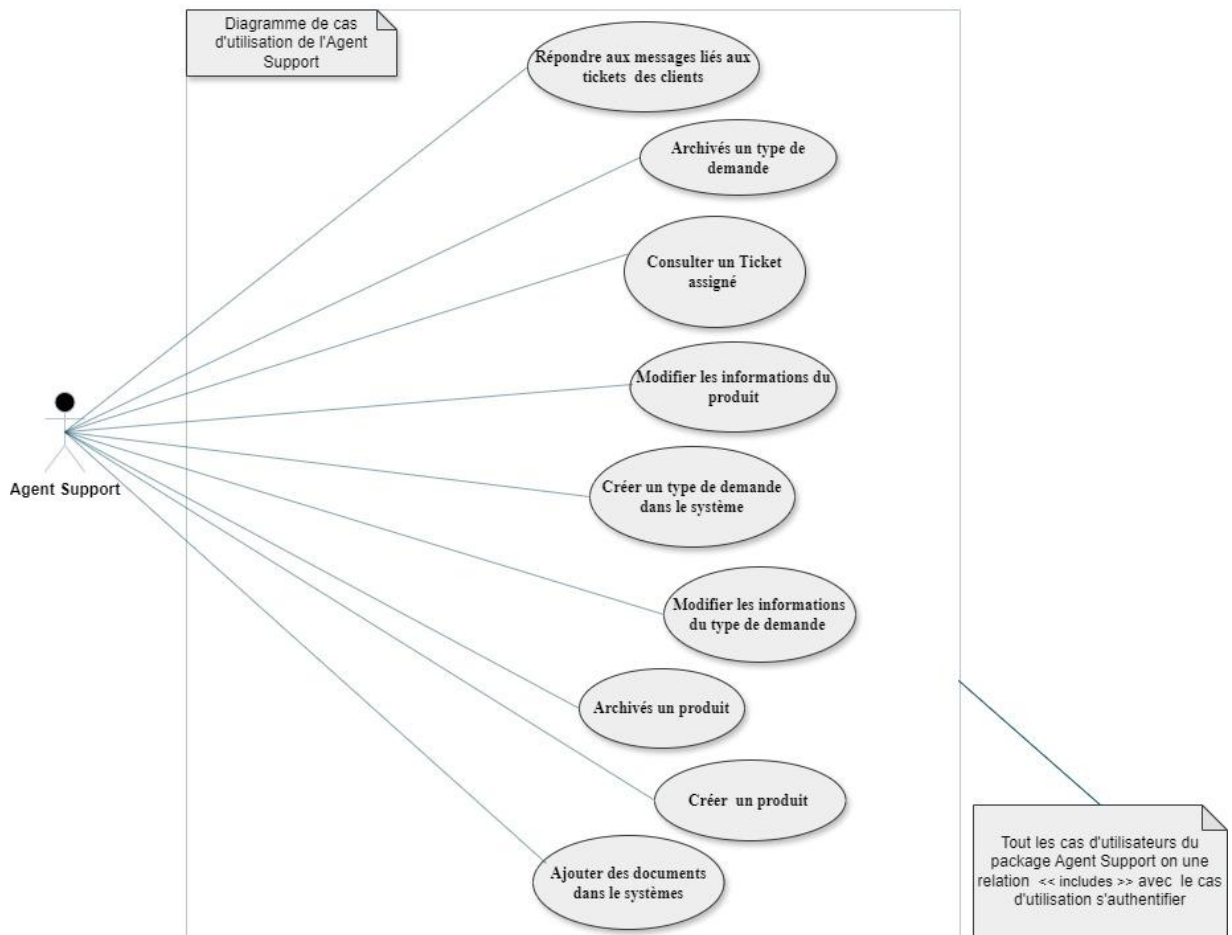 Diagramme de cas
d'utilisation de l'Agent
Support
Répondre aux messages liés aux
tickets des clients
Archivés un type de
demande
Consulter un Ticket
assigné
Modifier les informations du
produit
Agent Support
Créer un type de demande
dans le système
Modifier les informations
du type de demande
Archivés un produit
Créer un produit
Ajouter des documents
dans le systèmes
Tout les cas d'utilisateurs du
package Agent Support on une
relation << includes >> avec le cas
d'utilisation s'authentifier